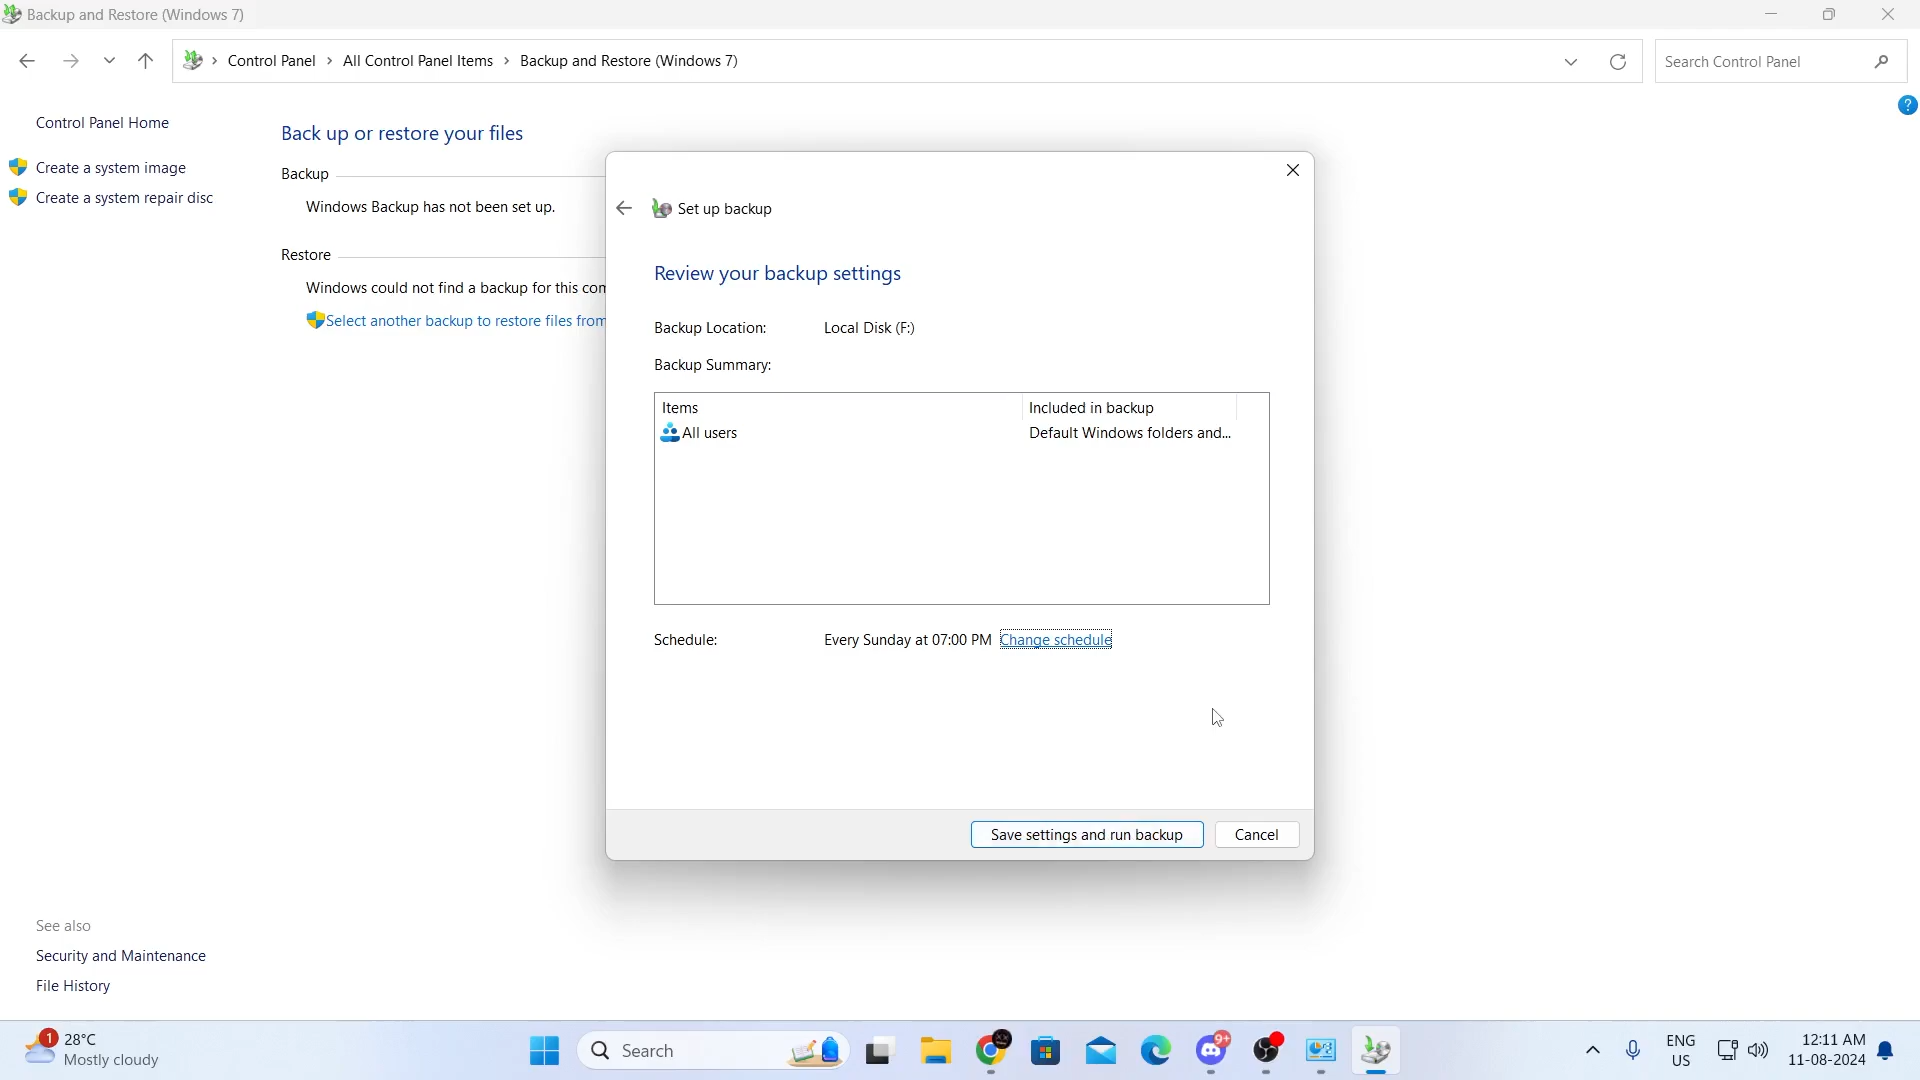 Backup and Restore (Windows 7)
Control Panel > All Control Panel Items > Backup and Restore (Windows 7)
Search Control Panel
?
Control Panel Home
Create a system image
Create a system repair disc
Back up or restore your files
Backup
Windows Backup has not been set up.
Restore
Windows could not find a backup for this con
Select another backup to restore files from
Set up backup
Review your backup settings
Backup Location: Local Disk (F:)
Backup Summary:
Items Included in backup
All users Default Windows folders and...
Schedule: Every Sunday at 07:00 PM Change schedule
Save settings and run backup Cancel
See also
Security and Maintenance
File History
1
28°C
Mostly cloudy
Search
9+
ENG
US
12:11 AM
11-08-2024